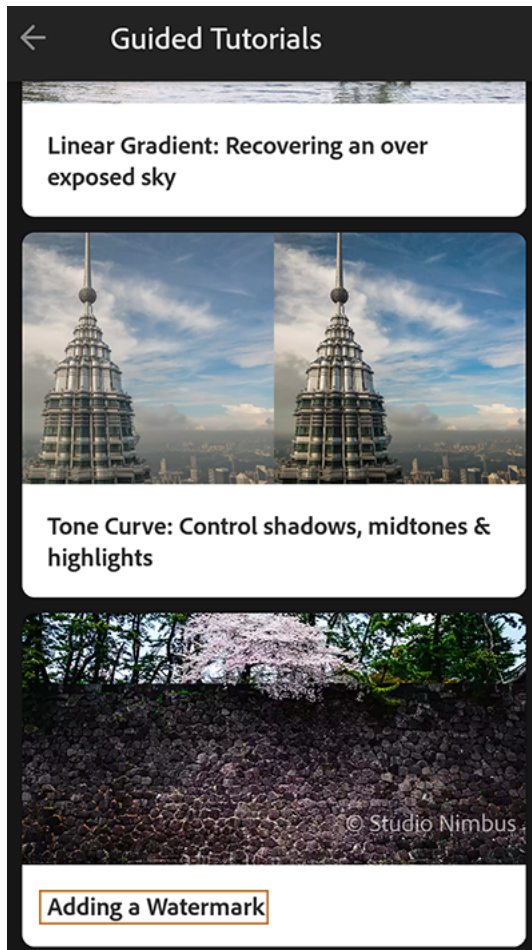 Guided Tutorials
Linear Gradient: Recovering an over
exposed sky
Tone Curve: Control shadows, midtones &
highlights
© Studio Nimbus
Adding a Watermark